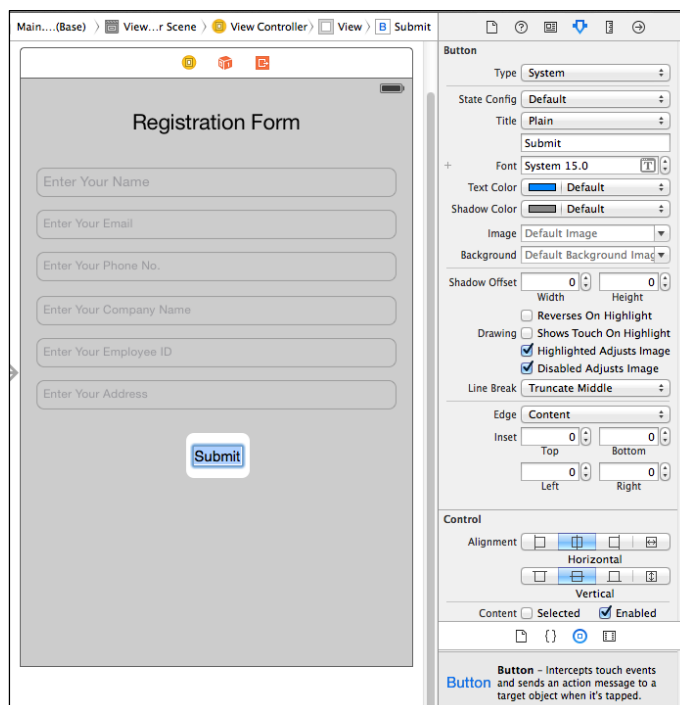 Main....(Base) View...r Scene View Controller View B Submit
Registration Form
Enter Your Name
Enter Your Email
Enter Your Phone No.
Enter Your Company Name
Enter Your Employee ID
Enter Your Address
Submit
Button
Type System
State Config Default
Title Plain
Submit
+ Font System 15.0 T
Text Color Default
Shadow Color Default
Image Default Image
Background Default Background Imag
Shadow Offset 0 0
Width Height
Reverses On Highlight
Drawing Shows Touch On Highlight
Highlighted Adjusts Image
Disabled Adjusts Image
Line Break Truncate Middle
Edge Content
Inset 0 0
Top Bottom
0 0
Left Right
Control
Alignment
Horizontal
Vertical
Content Selected Enabled
{}
Button Button – Intercepts touch events
and sends an action message to a
target object when it's tapped.